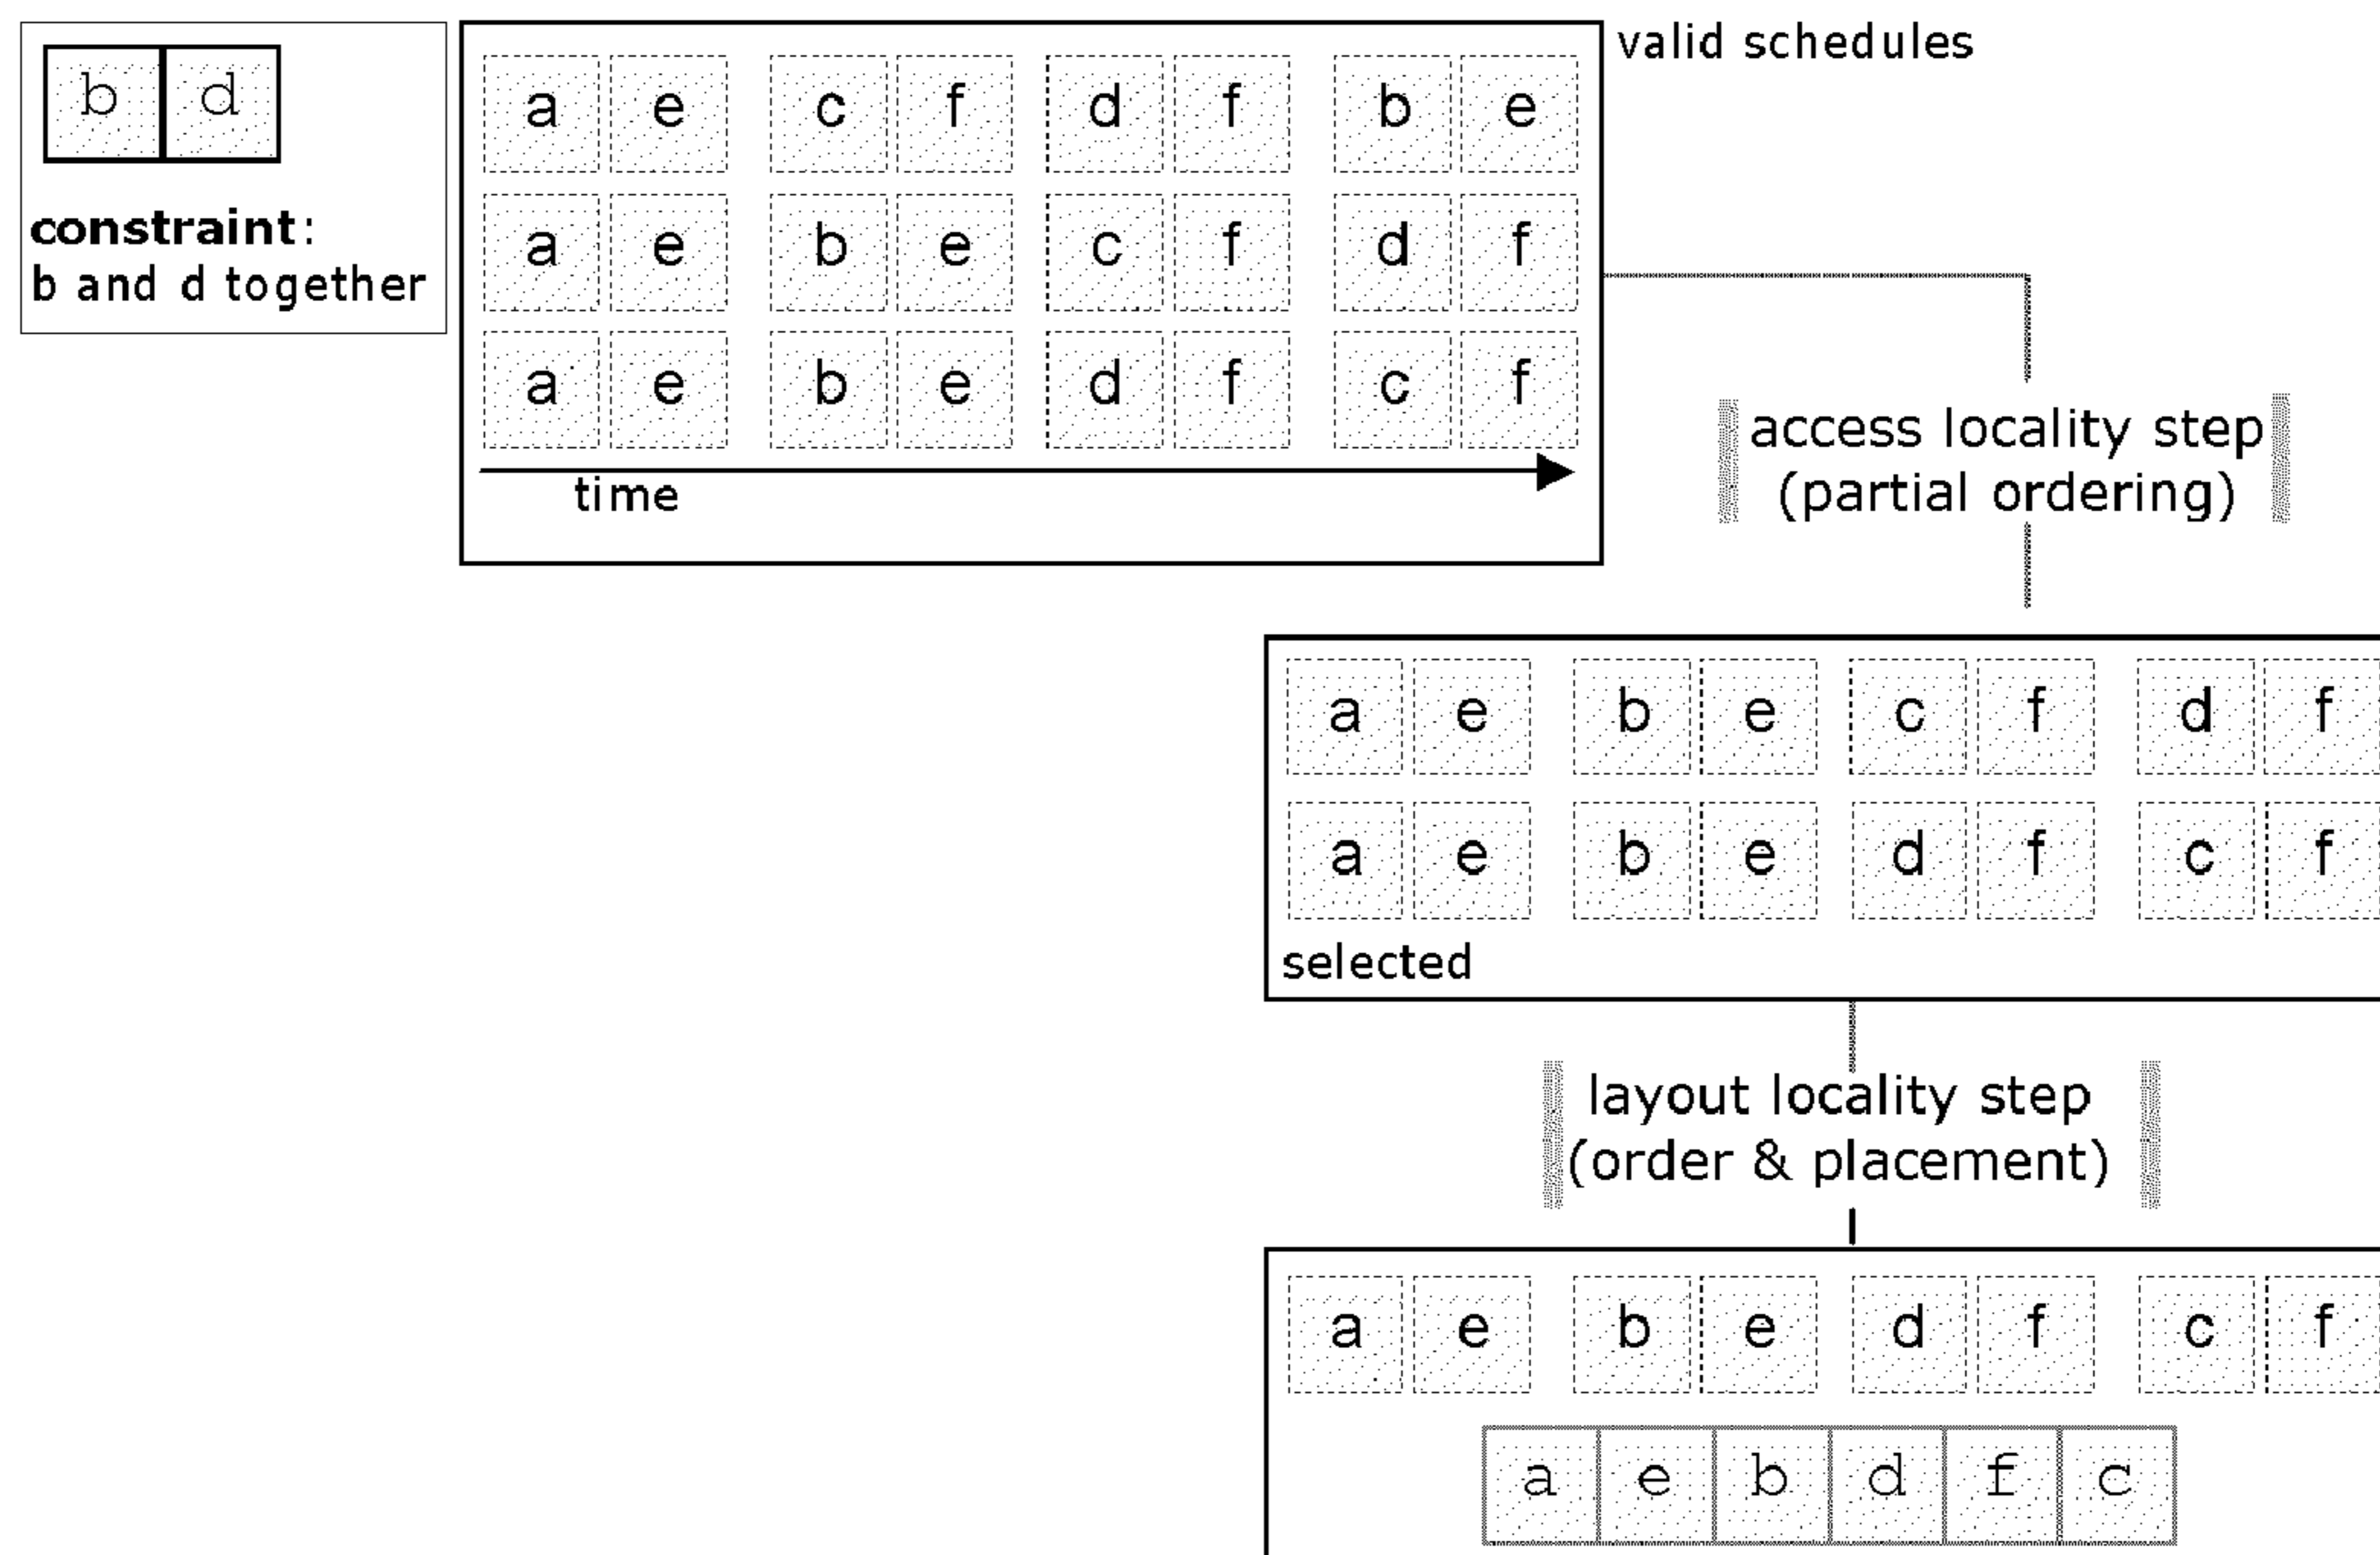 b d
constraint:
b and d together
valid schedules
a e c f d f b e
a e b e c f d f
a e b e d f c f
time
access locality step
(partial ordering)
a e b e c f d f
a e b e d f c f
selected
layout locality step
(order & placement)
a e b e d f c f
a e b d f c